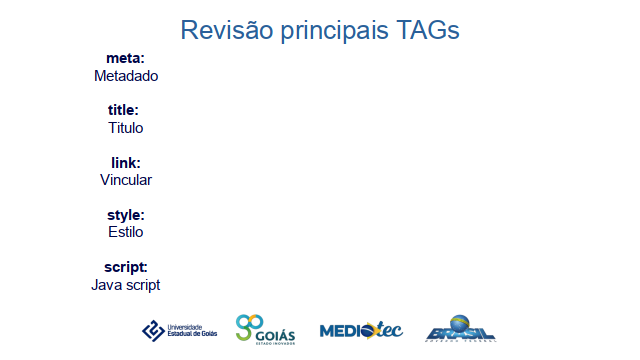 Revisão principais TAGs
meta:
Metadado
title:
Titulo
link:
Vincular
style:
Estilo
script:
Java script
Universidade
Estadual de Goiás
GOIÁS
ESTADO INOVADOR
MEDIOtec
BRASIL
GOVERNO FEDERAL